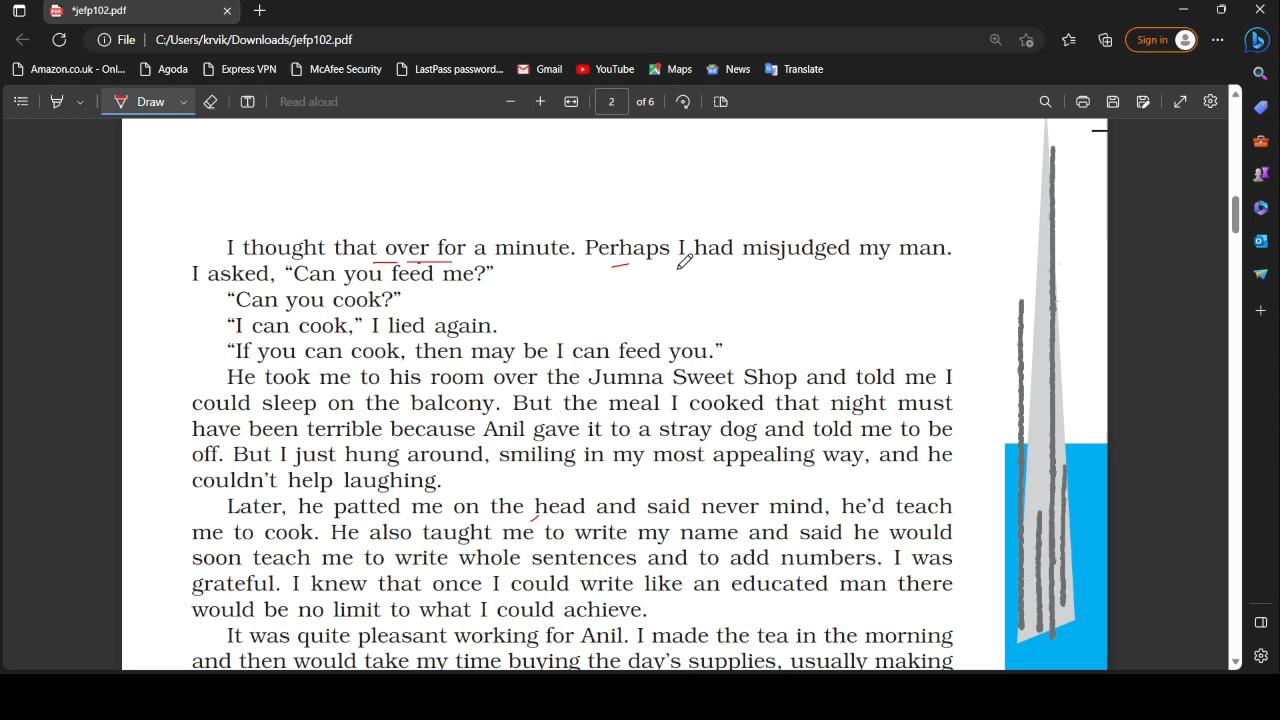 *jefp102.pdf
File
C:/Users/krvik/Downloads/jefp102.pdf
Sign in
Amazon.co.uk - Onl...
Agoda
Express VPN
McAfee Security
LastPass password...
Gmail
YouTube
Maps
News
Translate
Draw
Read aloud
2
of 6
I thought that over for a minute. Perhaps I had misjudged my man.
I asked, “Can you feed me?”
“Can you cook?”
“I can cook,” I lied again.
“If you can cook, then may be I can feed you.”
He took me to his room over the Jumna Sweet Shop and told me I
could sleep on the balcony. But the meal I cooked that night must
have been terrible because Anil gave it to a stray dog and told me to be
off. But I just hung around, smiling in my most appealing way, and he
couldn’t help laughing.
Later, he patted me on the head and said never mind, he’d teach
me to cook. He also taught me to write my name and said he would
soon teach me to write whole sentences and to add numbers. I was
grateful. I knew that once I could write like an educated man there
would be no limit to what I could achieve.
It was quite pleasant working for Anil. I made the tea in the morning
and then would take my time buying the day’s supplies, usually making